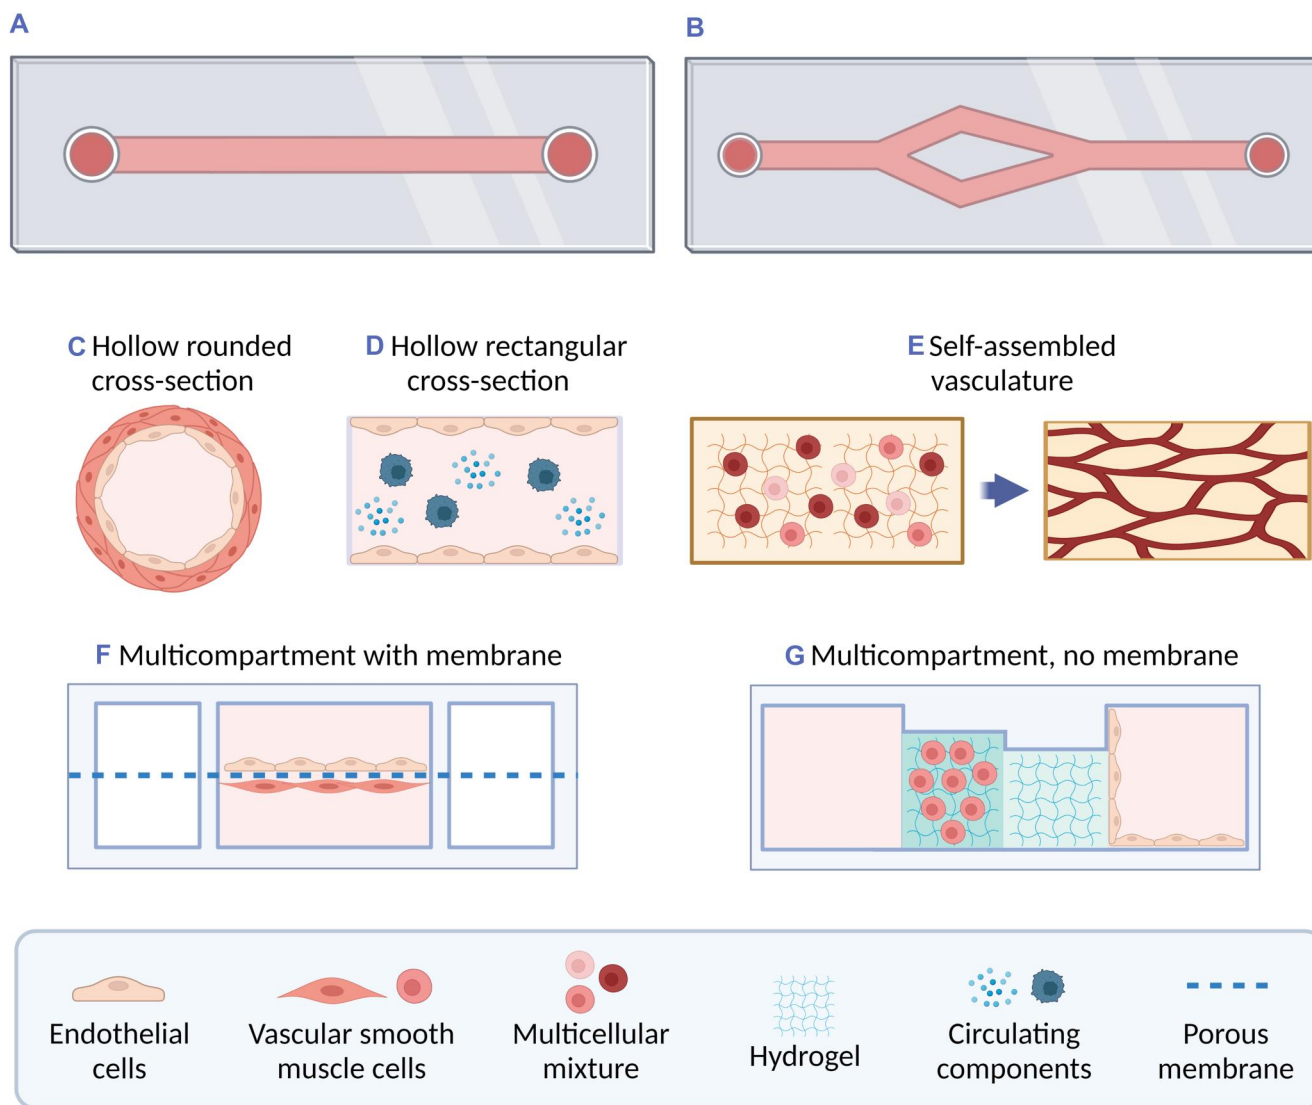 A
B
C Hollow rounded
cross-section
D Hollow rectangular
cross-section
E Self-assembled
vasculature
F Multicompartment with membrane
G Multicompartment, no membrane
Endothelial
cells
Vascular smooth
muscle cells
Multicellular
mixture
Hydrogel
Circulating
components
Porous
membrane